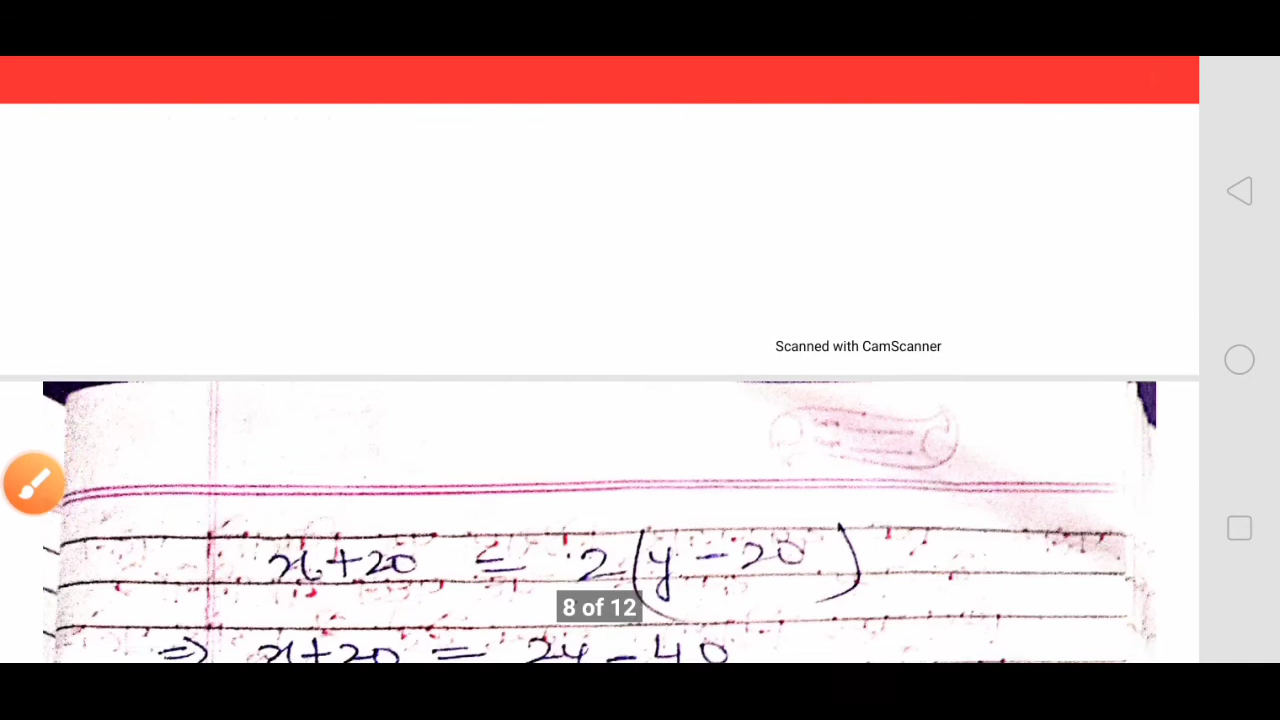 Scanned with CamScanner
x+20 = 2(y-20)
8 of 12
⇒ x+20 = 2y-40